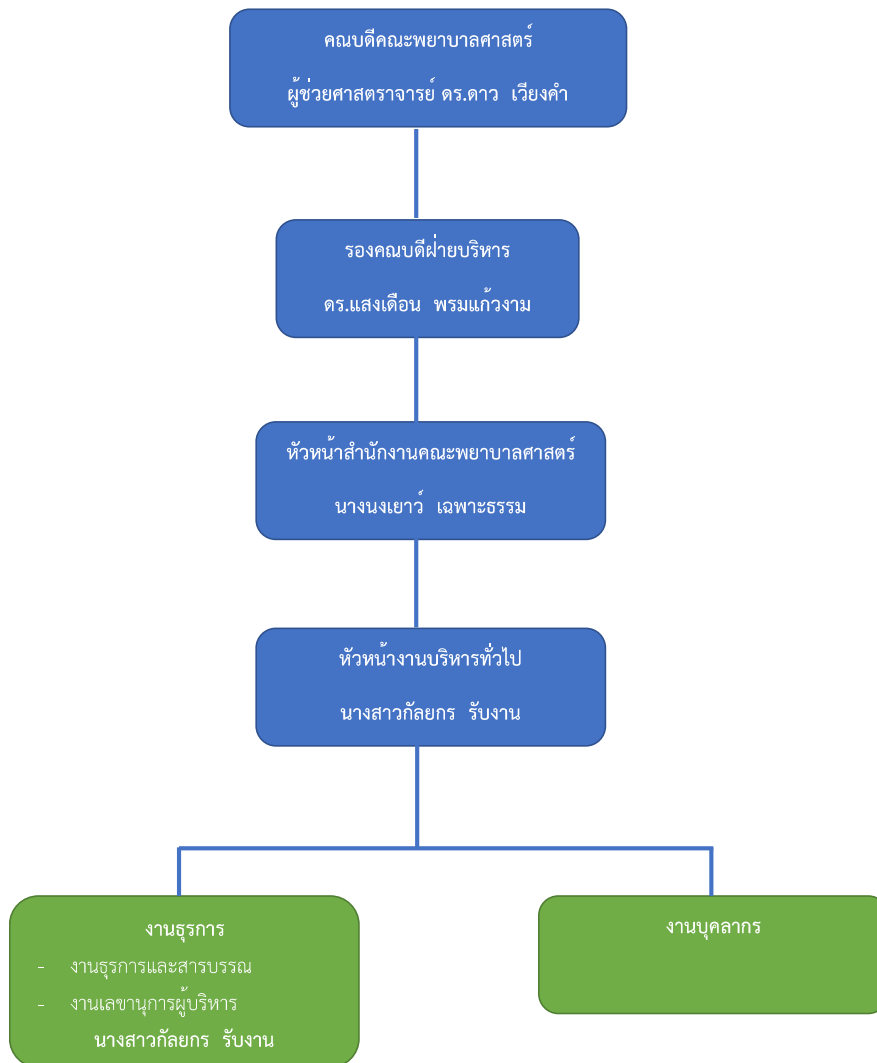 คณบดีคณะพยาบาลศาสตร์
ผู้ช่วยศาสตราจารย์ ดร.ดาว เวียงคำ
รองคณบดีฝ่ายบริหาร
ดร.แสงเดือน พรมแก้วงาม
หัวหน้าสำนักงานคณะพยาบาลศาสตร์
นางนงเยาว์ เฉพาะธรรม
หัวหน้างานบริหารทั่วไป
นางสาวกัลยกร รับงาน
งานธุรการ
- งานธุรการและสารบรรณ
- งานเลขานุการผู้บริหาร
นางสาวกัลยกร รับงาน
งานบุคลากร